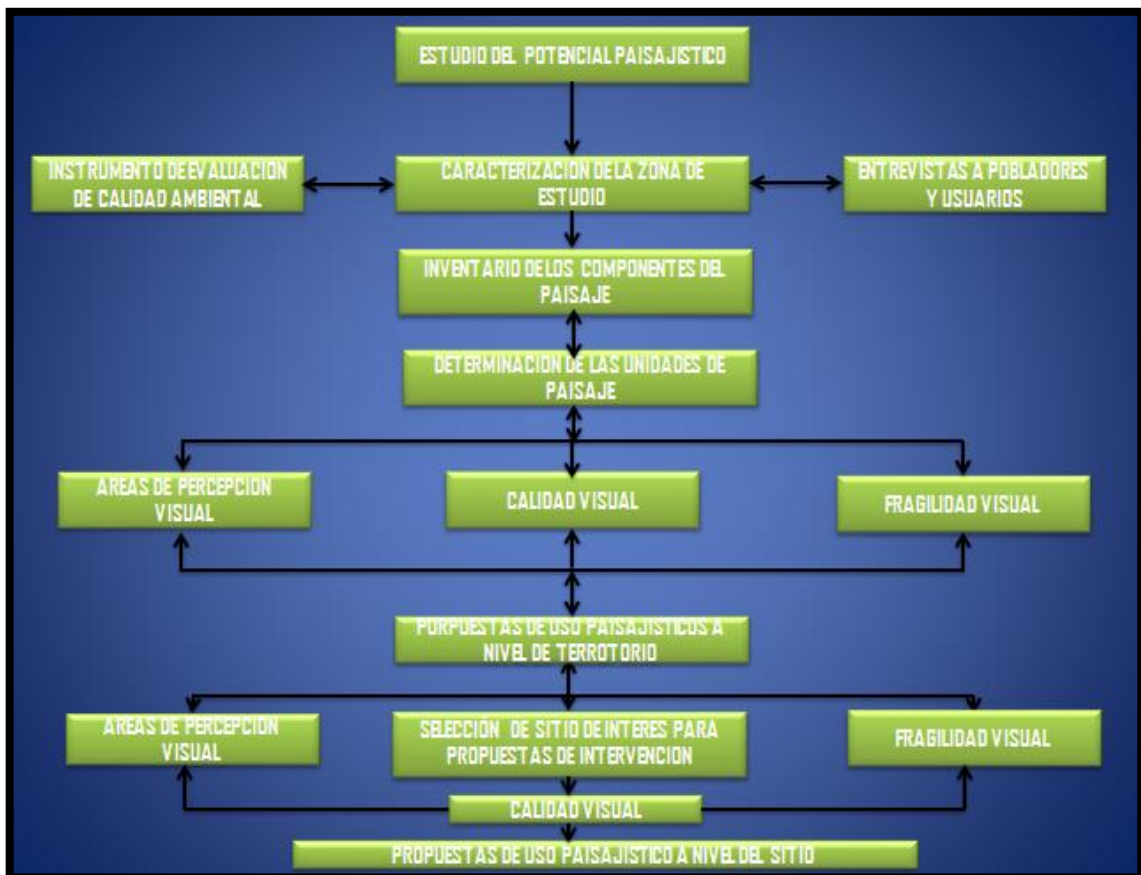 ESTUDIO DEL POTENCIAL PAISAJISTICO
INSTRUMENTO DE EVALUACION
DE CALIDAD AMBIENTAL
CARACTERIZACION DE LA ZONA DE
ESTUDIO
ENTREVISTAS A POBLADORES
Y USUARIOS
INVENTARIO DE LOS COMPONENTES DEL
PAISAJE
DETERMINACION DE LAS UNIDADES DE
PAISAJE
AREAS DE PERCEPCION
VISUAL
CALIDAD VISUAL
FRAGILIDAD VISUAL
PORPUESTAS DE USO PAISAJISTICOS A
NIVEL DE TERROTORIO
AREAS DE PERCEPCION
VISUAL
SELECCIÓN DE SITIO DE INTERES PARA
PROPUESTAS DE INTERVENCION
FRAGILIDAD VISUAL
CALIDAD VISUAL
PROPUESTAS DE USO PAISAJISTICO A NIVEL DEL SITIO